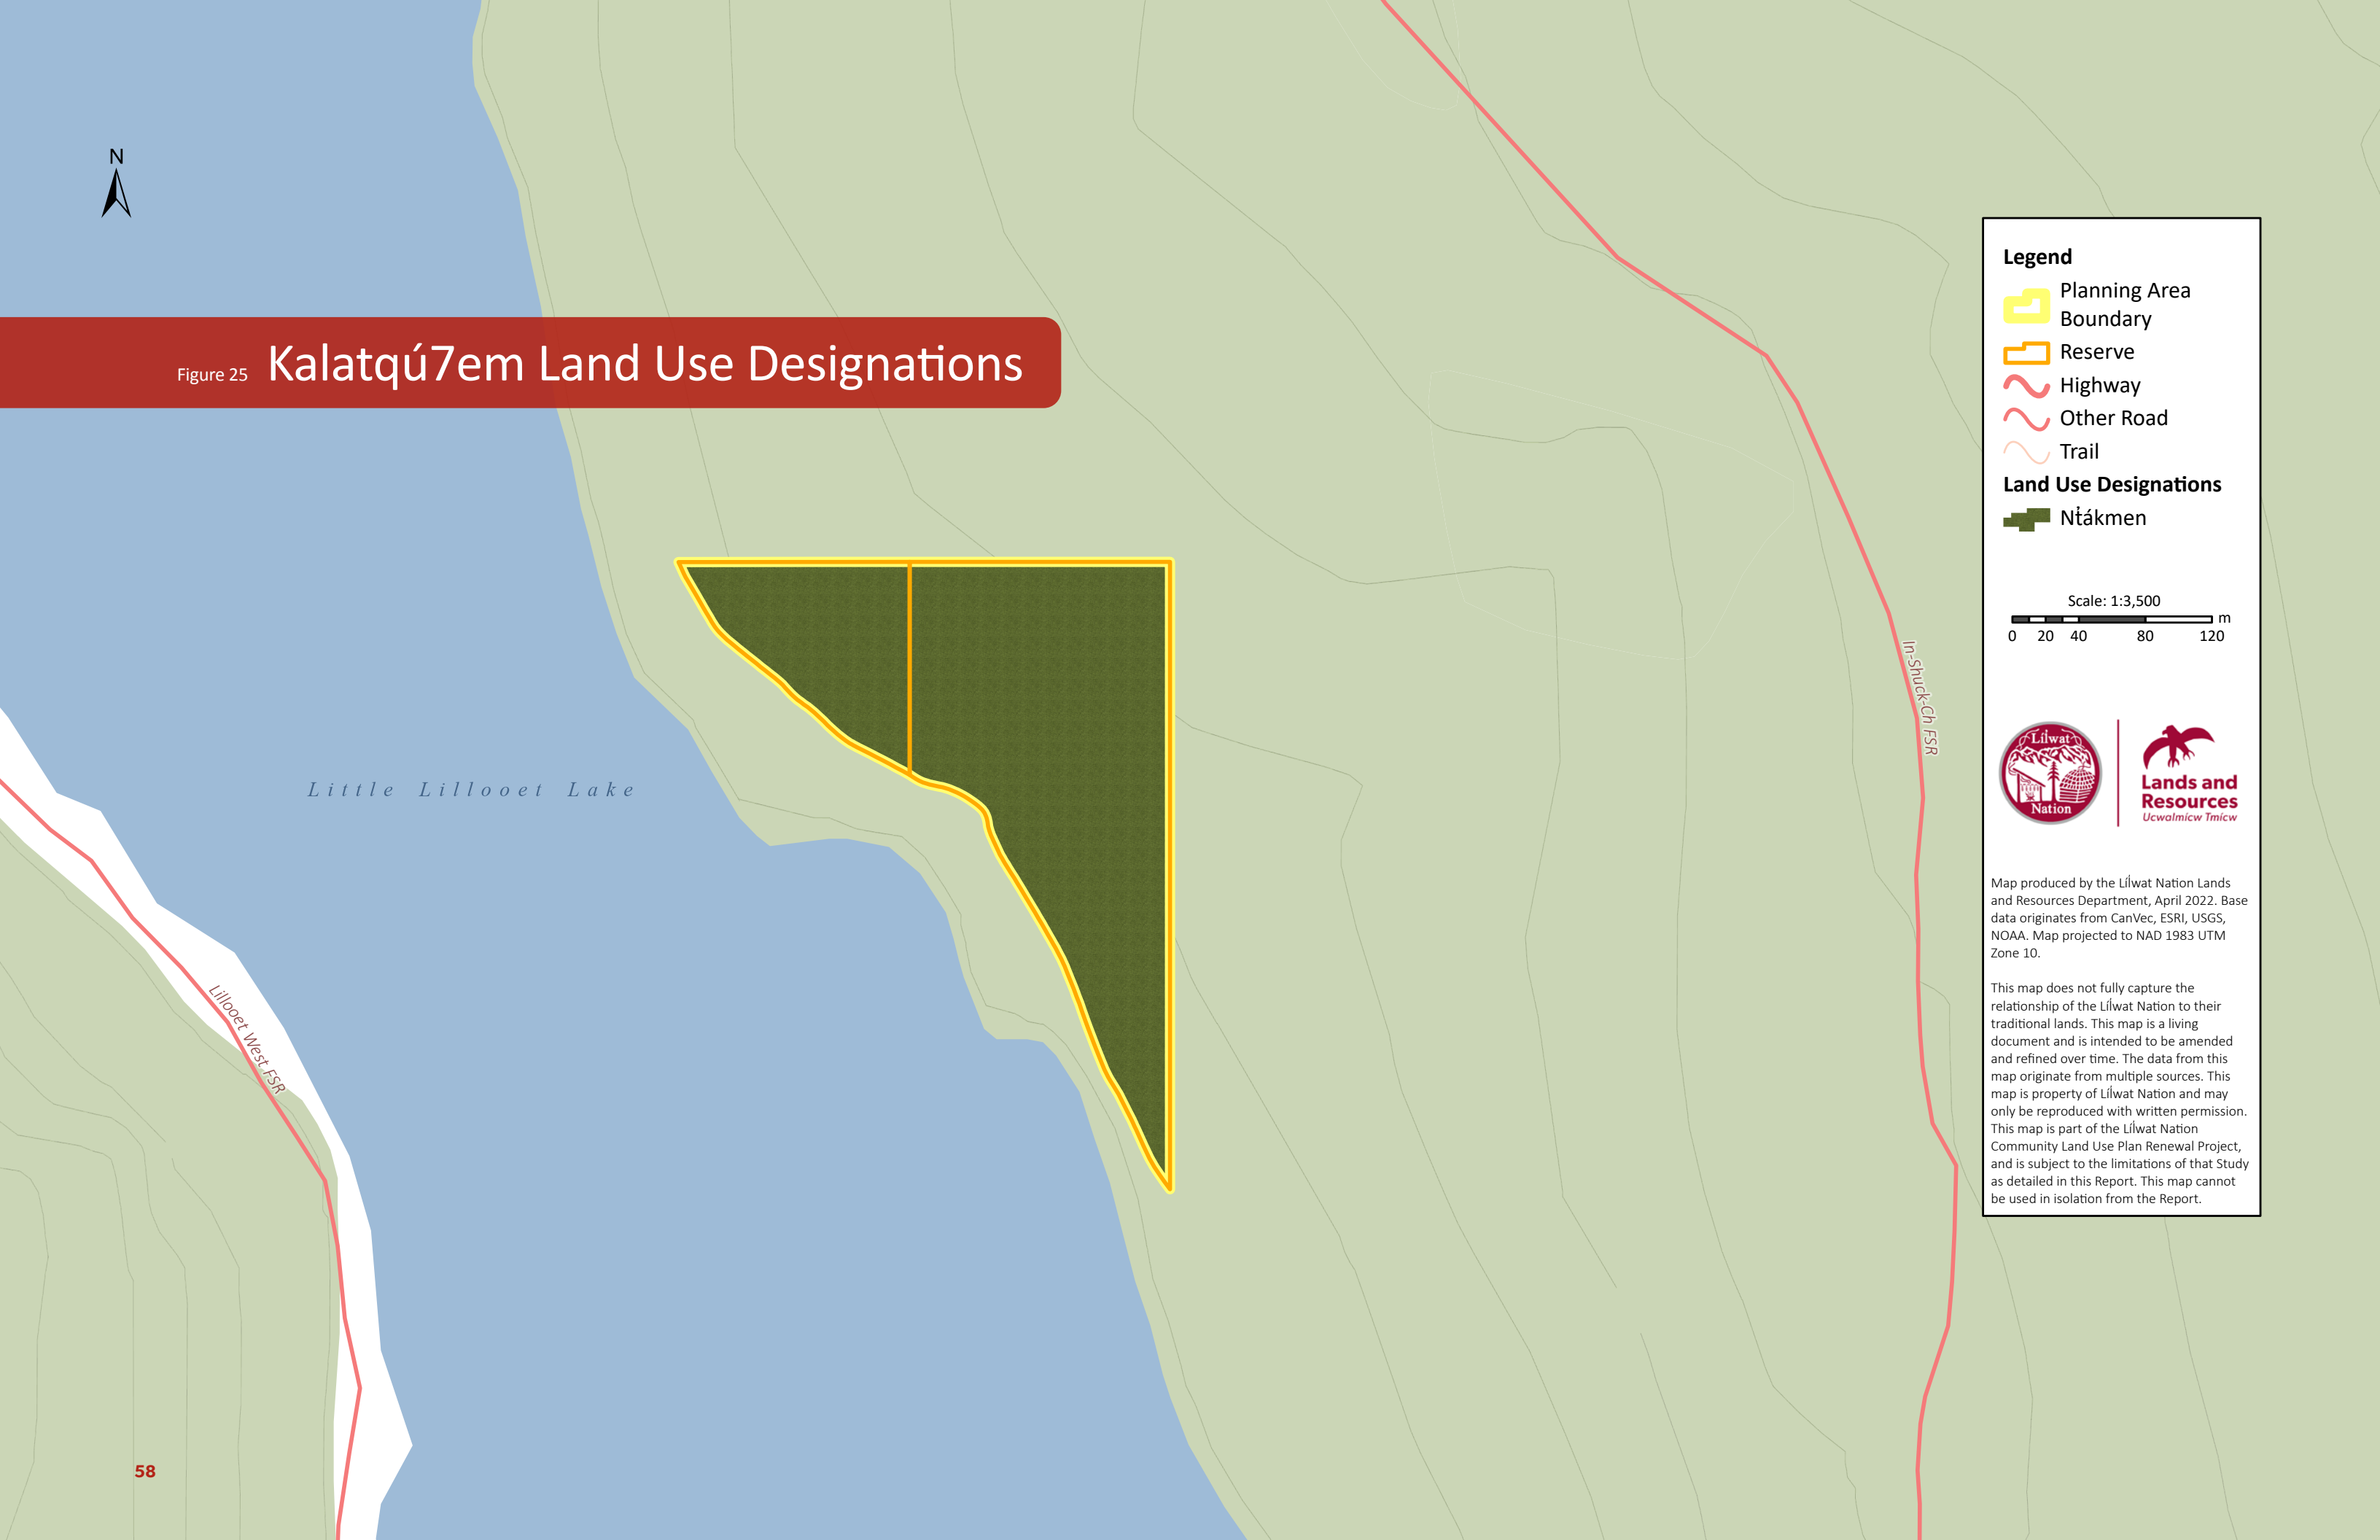 N
Figure 25 Kalatqú7em Land Use Designations
Little Lillooet Lake
Lillooet West FSR
In-Shuck-Ch FSR
Legend
Planning Area
Boundary
Reserve
Highway
Other Road
Trail
Land Use Designations
Nt̓ákmen
Scale: 1:3,500
m
0 20 40 80 120
Líl̓wat
Nation
Lands and
Resources
Ucwalmícw Tmícw
Map produced by the Líl̓wat Nation Lands
and Resources Department, April 2022. Base
data originates from CanVec, ESRI, USGS,
NOAA. Map projected to NAD 1983 UTM
Zone 10.
This map does not fully capture the
relationship of the Líl̓wat Nation to their
traditional lands. This map is a living
document and is intended to be amended
and refined over time. The data from this
map originate from multiple sources. This
map is property of Líl̓wat Nation and may
only be reproduced with written permission.
This map is part of the Líl̓wat Nation
Community Land Use Plan Renewal Project,
and is subject to the limitations of that Study
as detailed in this Report. This map cannot
be used in isolation from the Report.
58